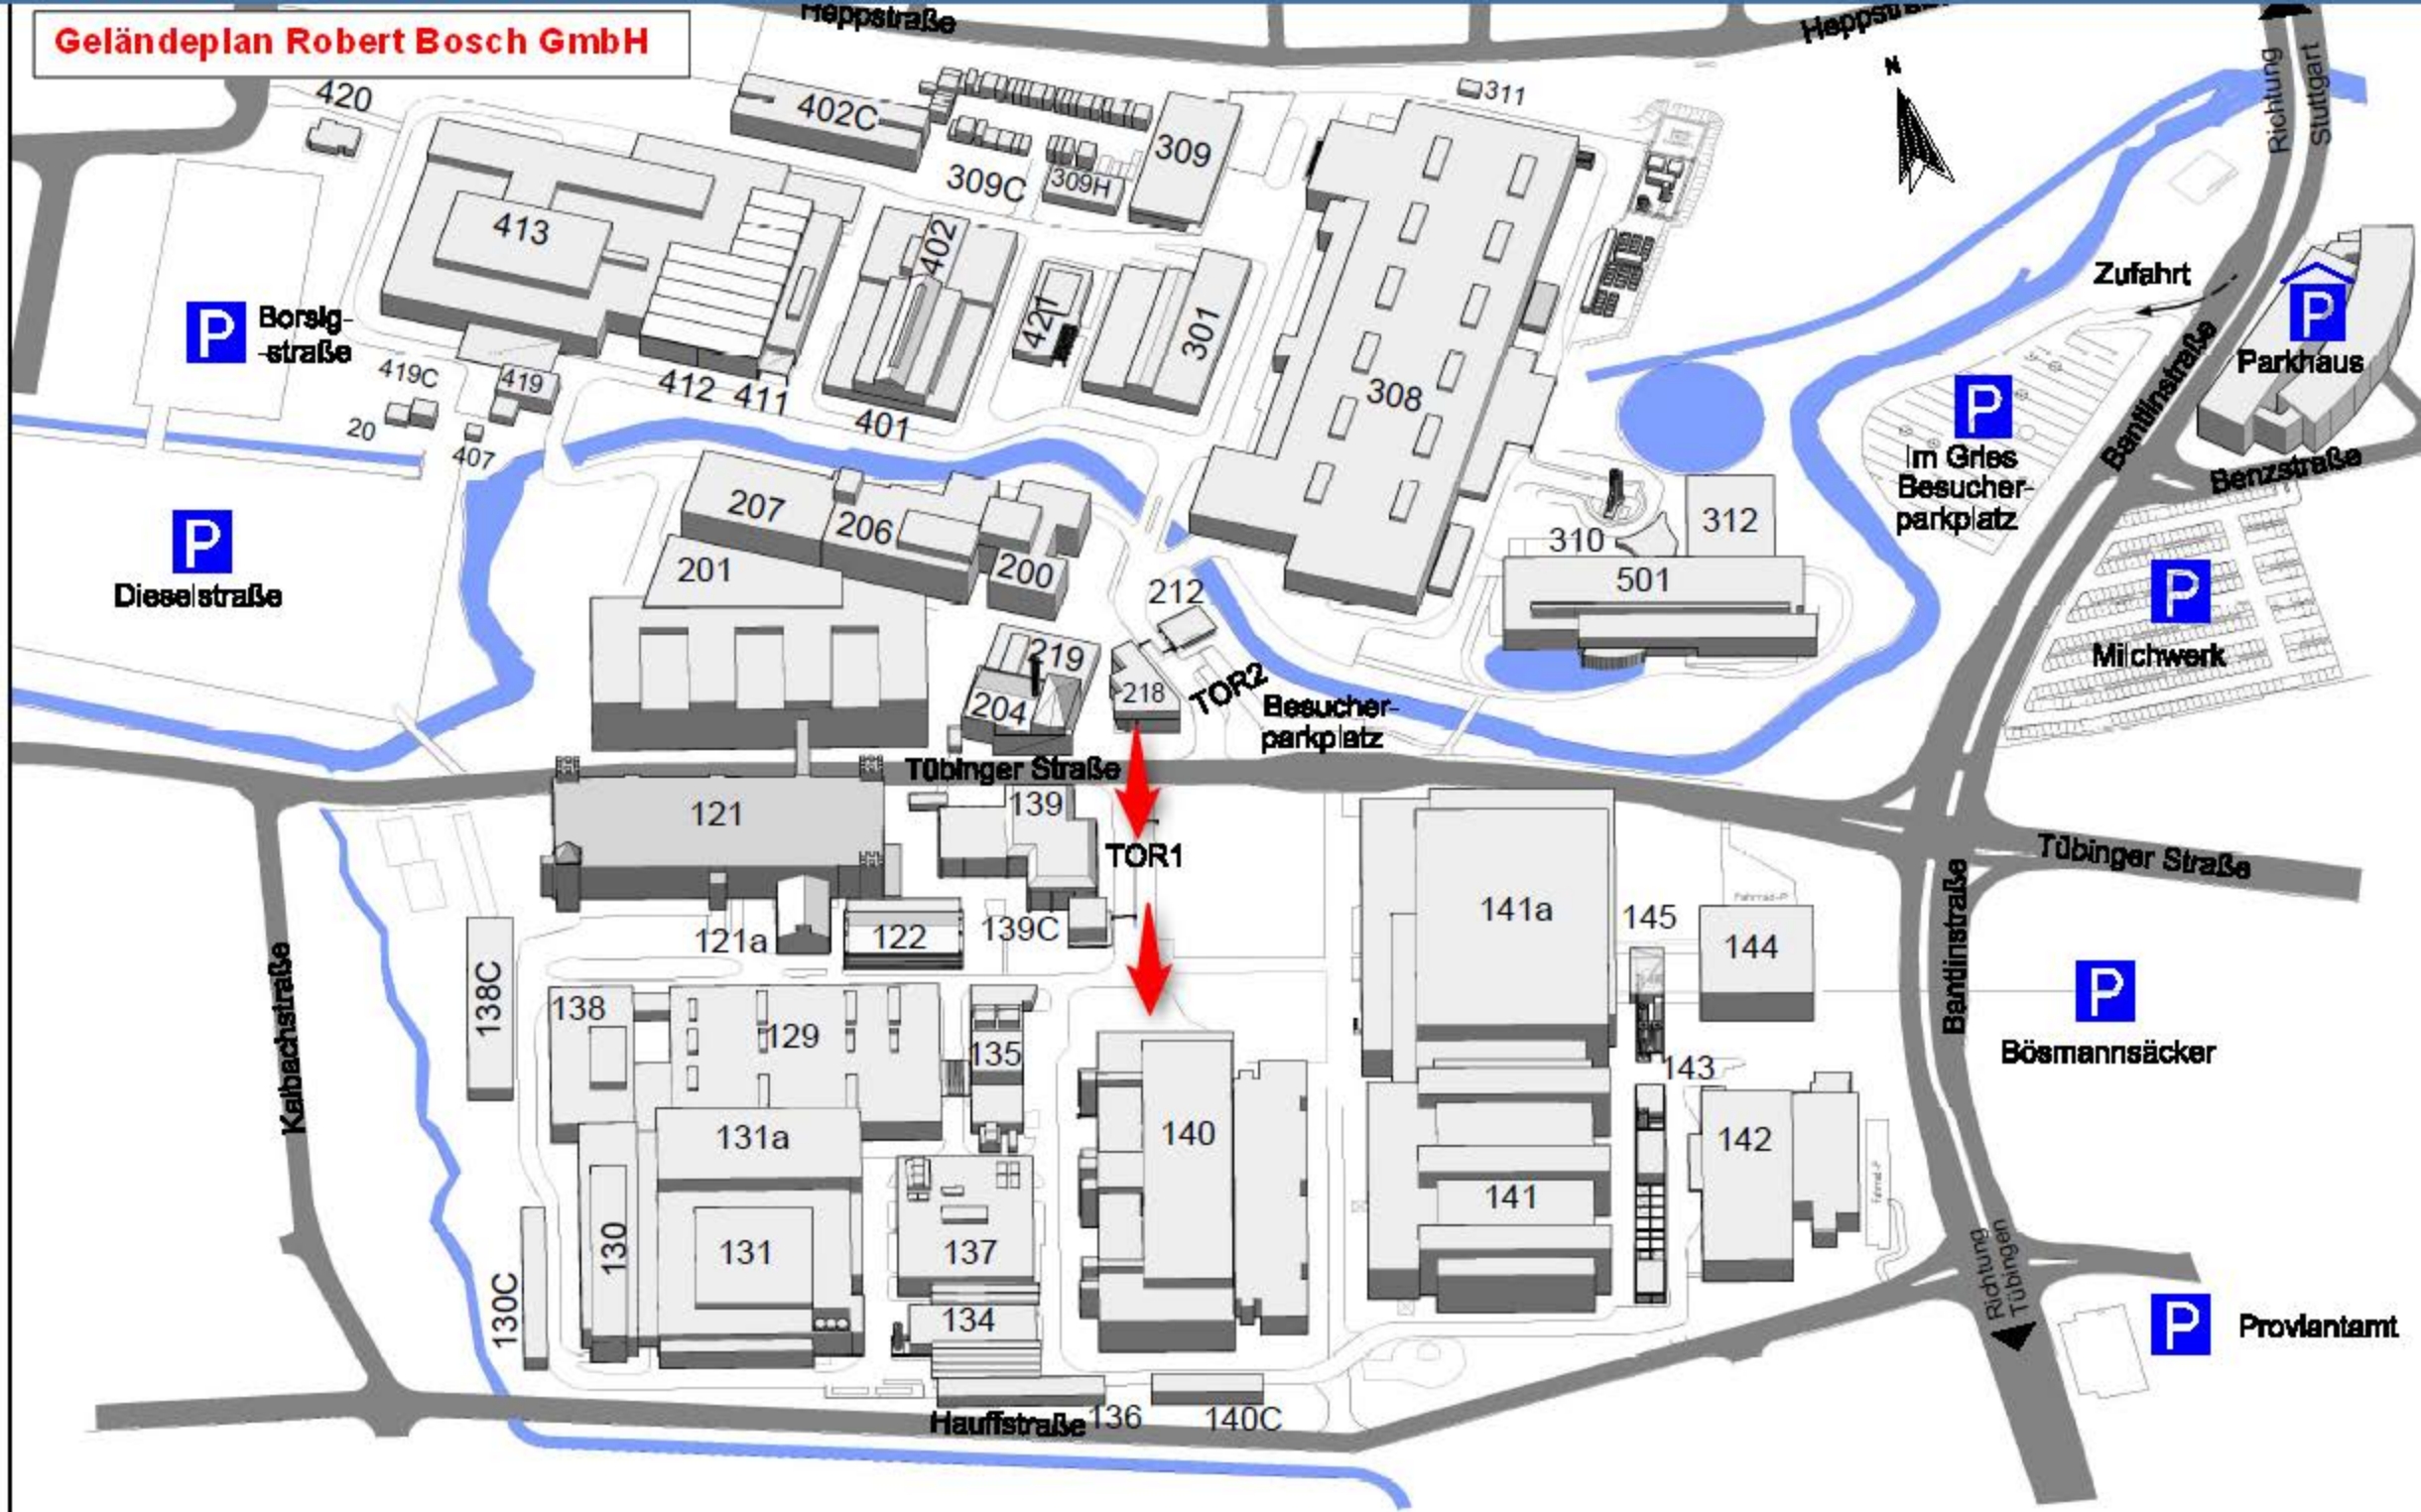 Geländeplan Robert Bosch GmbH
Heppstraße
Heppstraße
N
Richtung
Stuttgart
420
402C
311
309
309C
309H
413
402
421
301
308
Zufahrt
Parkhaus
P
P
Borsig-
-straße
419C
419
412
411
401
20
407
P
Im Gries
Besucher-
parkplatz
Bantlinstraße
Benzstraße
207
206
200
201
310
312
501
P
Dieselstraße
212
P
Milchwerk
219
204
218
TOR2
Besucher-
parkplatz
Tübinger Straße
121
139
TOR1
Tübinger Straße
141a
Fahrrad-P
145
144
121a
122
139C
Kaibachstraße
138C
138
129
135
Bantlinstraße
P
Bösmannsäcker
143
131a
140
142
141
Fahrrad-P
130
131
137
130C
134
Richtung
Tübingen
P
Proviantamt
Hauffstraße
136
140C